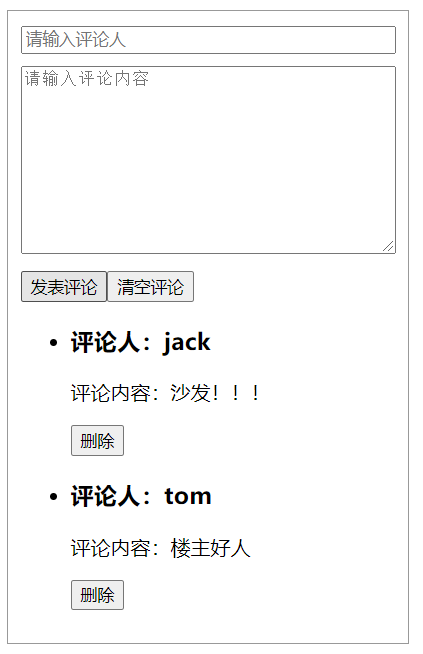 请输入评论人
请输入评论内容
发表评论 清空评论
评论人：jack
评论内容：沙发！！！
删除
评论人：tom
评论内容：楼主好人
删除